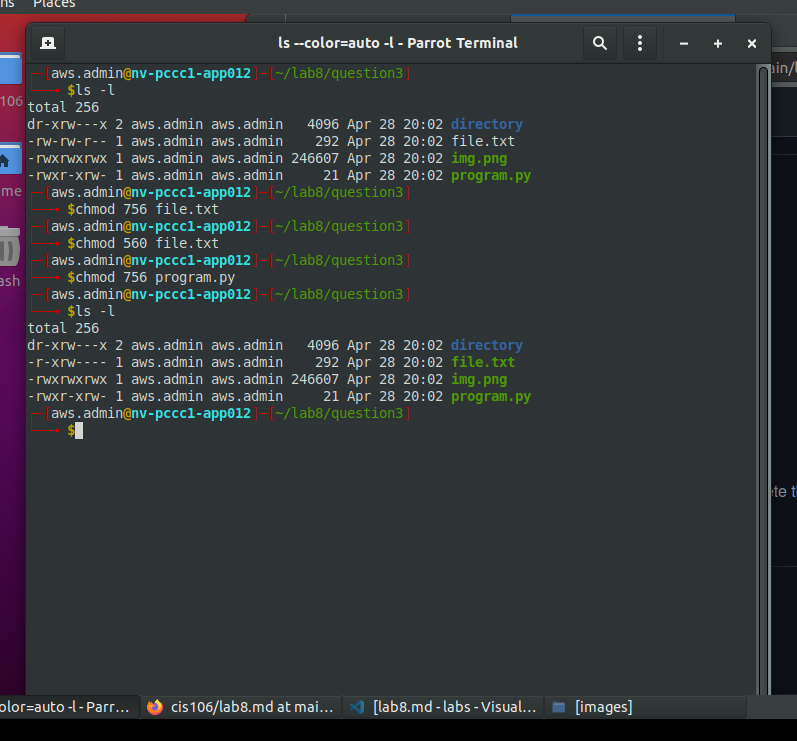 ns Places
ls --color=auto -l - Parrot Terminal
ain/l
106
me
ash
ete t
[aws.admin@nv-pccc1-app012]-[~/lab8/question3]
$ls -l
total 256
dr-xrw---x 2 aws.admin aws.admin 4096 Apr 28 20:02 directory
-rw-rw-r-- 1 aws.admin aws.admin 292 Apr 28 20:02 file.txt
-rwxrwxrwx 1 aws.admin aws.admin 246607 Apr 28 20:02 img.png
-rwxr-xrw- 1 aws.admin aws.admin 21 Apr 28 20:02 program.py
[aws.admin@nv-pccc1-app012]-[~/lab8/question3]
$chmod 756 file.txt
[aws.admin@nv-pccc1-app012]-[~/lab8/question3]
$chmod 560 file.txt
[aws.admin@nv-pccc1-app012]-[~/lab8/question3]
$chmod 756 program.py
[aws.admin@nv-pccc1-app012]-[~/lab8/question3]
$ls -l
total 256
dr-xrw---x 2 aws.admin aws.admin 4096 Apr 28 20:02 directory
-r-xrw---- 1 aws.admin aws.admin 292 Apr 28 20:02 file.txt
-rwxrwxrwx 1 aws.admin aws.admin 246607 Apr 28 20:02 img.png
-rwxr-xrw- 1 aws.admin aws.admin 21 Apr 28 20:02 program.py
[aws.admin@nv-pccc1-app012]-[~/lab8/question3]
$
olor=auto -l - Parr... cis106/lab8.md at mai... [lab8.md - labs - Visual... [images]